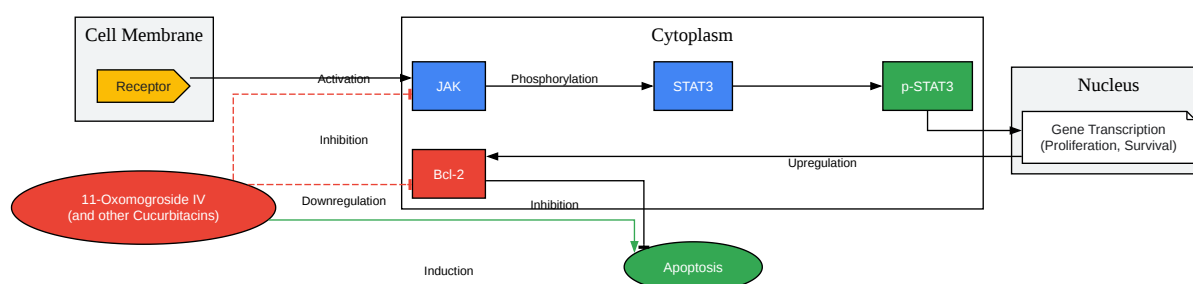 Cell Membrane
Cytoplasm
Receptor
Activation
JAK
Phosphorylation
STAT3
p-STAT3
Nucleus
Gene Transcription
(Proliferation, Survival)
Inhibition
Bcl-2
Upregulation
11-Oxomogroside IV
(and other Cucurbitacins)
Downregulation
Inhibition
Induction
Apoptosis